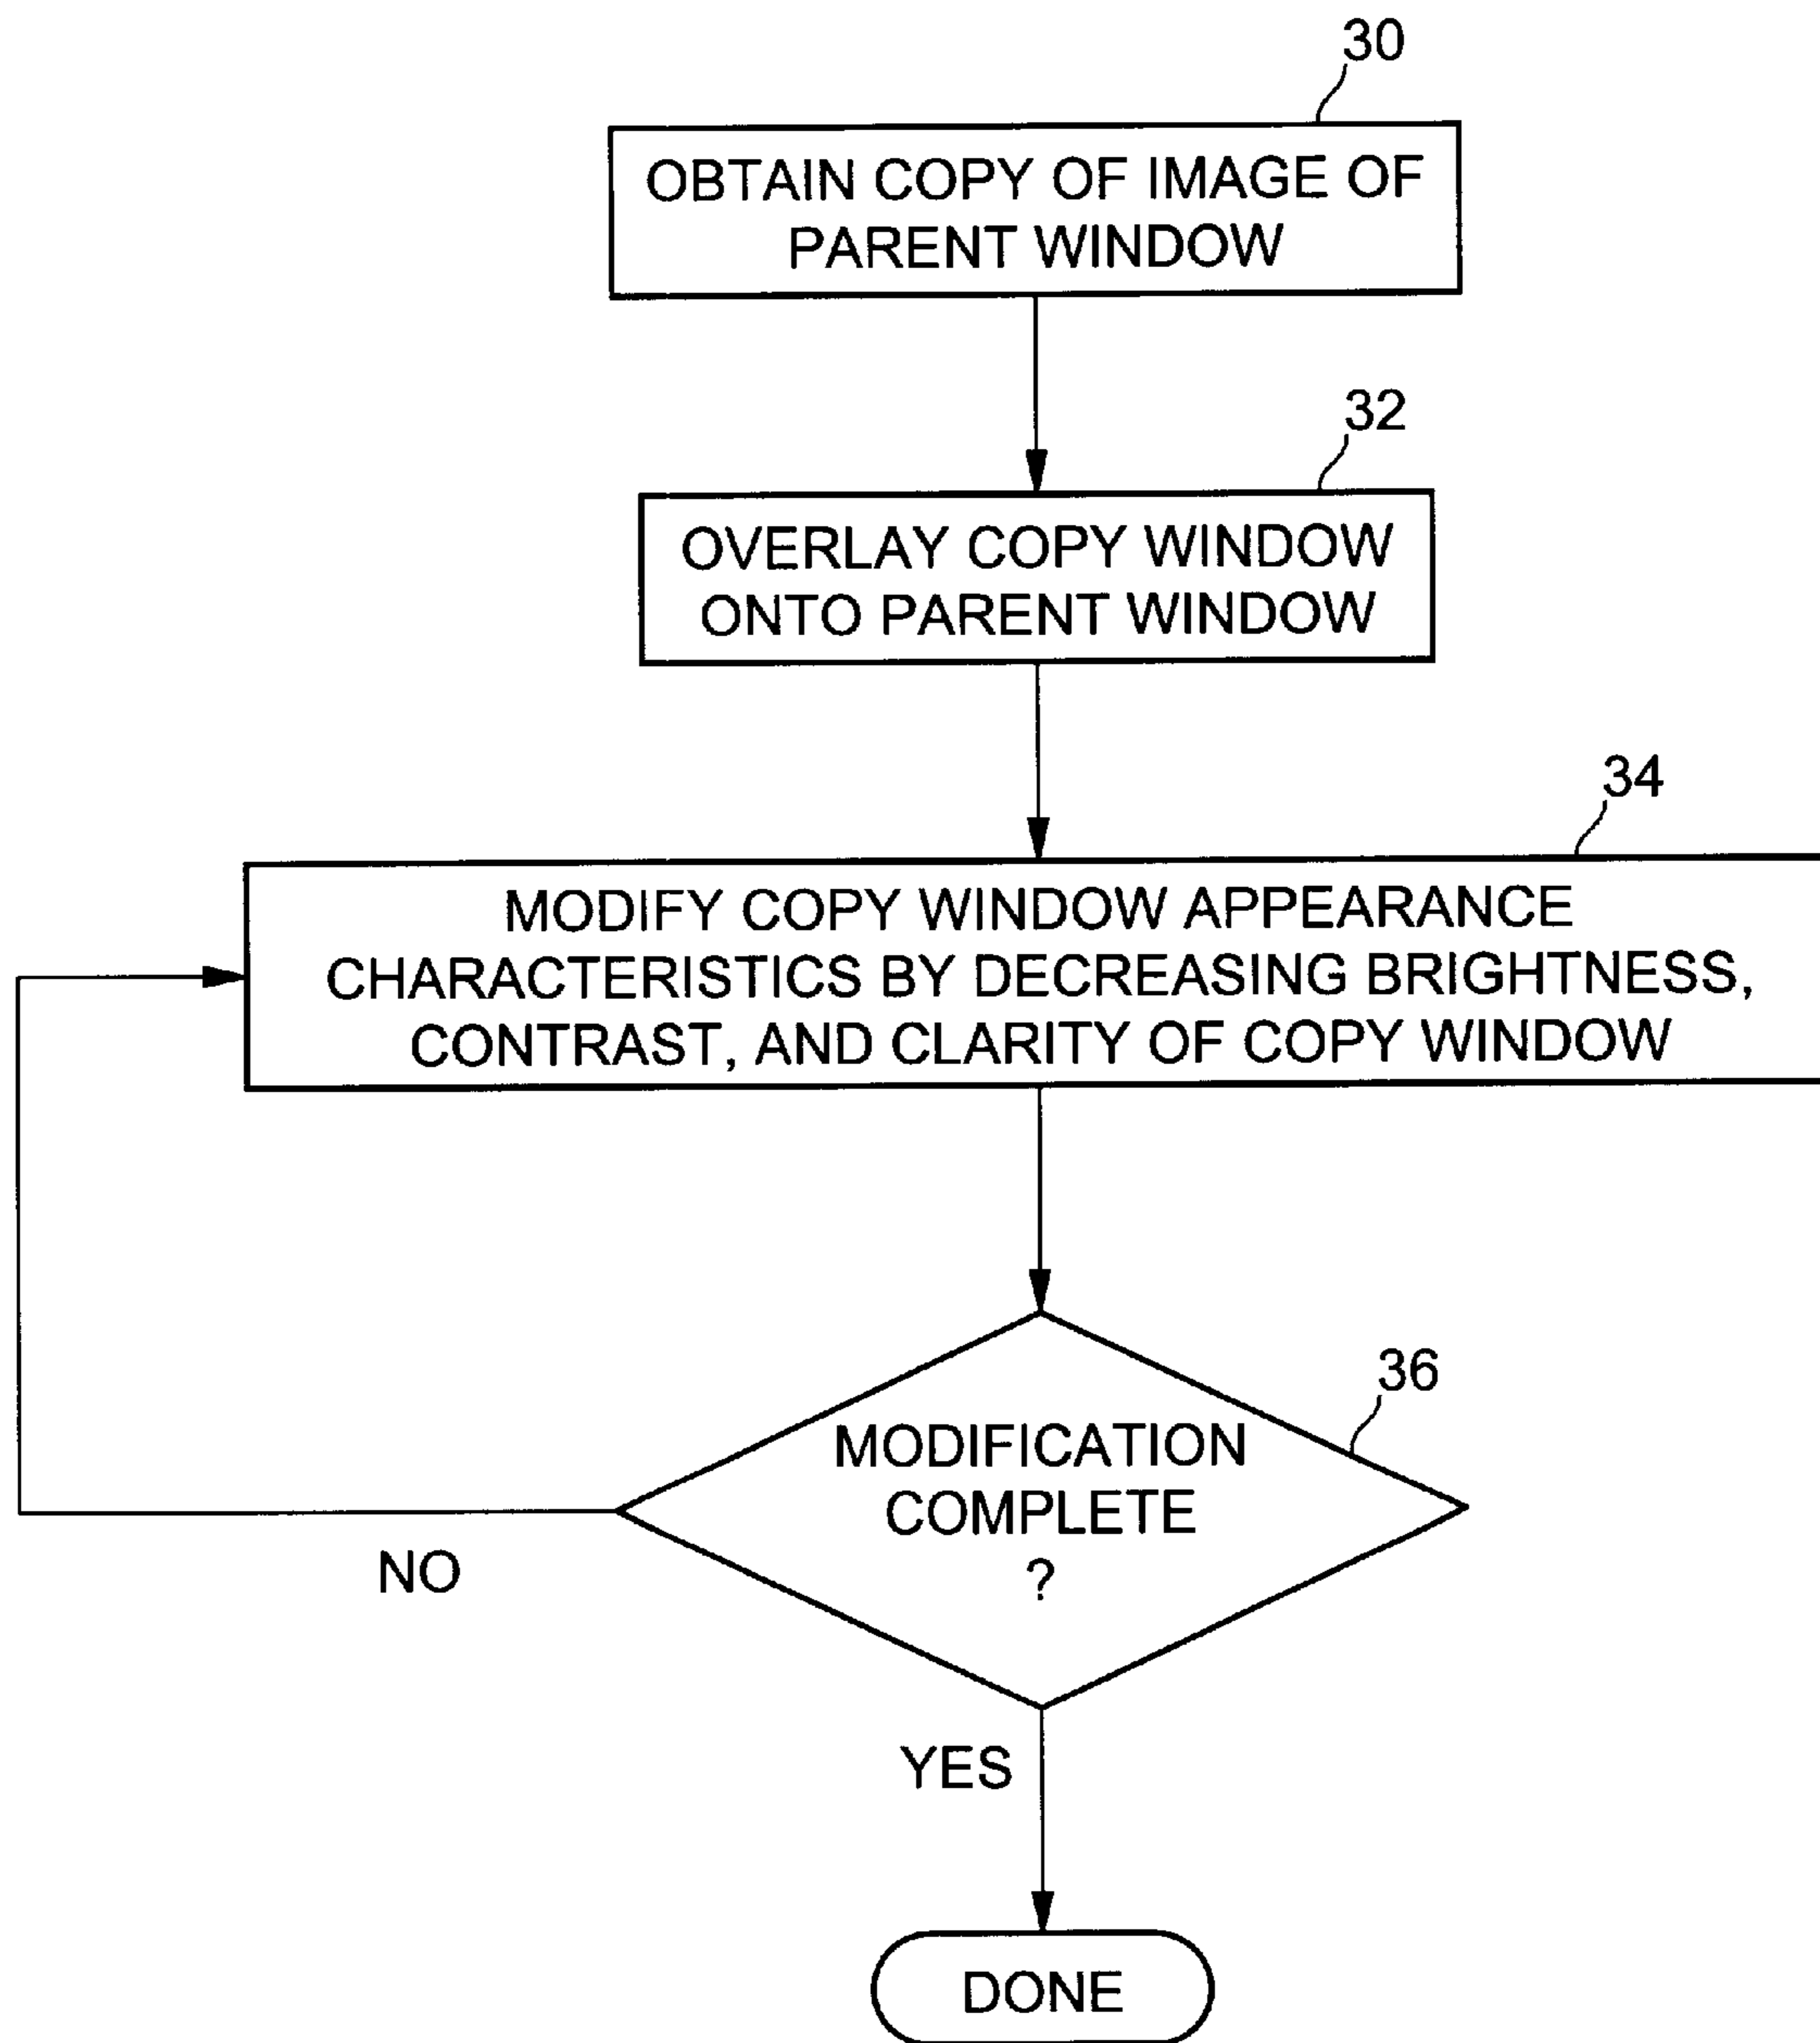 30
OBTAIN COPY OF IMAGE OF
PARENT WINDOW
32
OVERLAY COPY WINDOW
ONTO PARENT WINDOW
34
MODIFY COPY WINDOW APPEARANCE
CHARACTERISTICS BY DECREASING BRIGHTNESS,
CONTRAST, AND CLARITY OF COPY WINDOW
36
MODIFICATION
COMPLETE
?
NO
YES
DONE